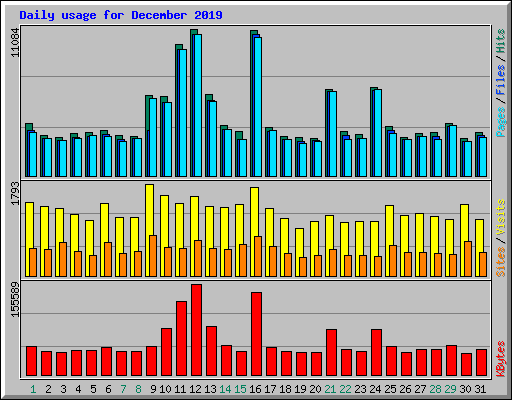 Daily usage for December 2019
11084
Pages / Files / Hits
1793
Sites / Visits
155589
KBytes
1 2 3 4 5 6 7 8 9 10 11 12 13 14 15 16 17 18 19 20 21 22 23 24 25 26 27 28 29 30 31